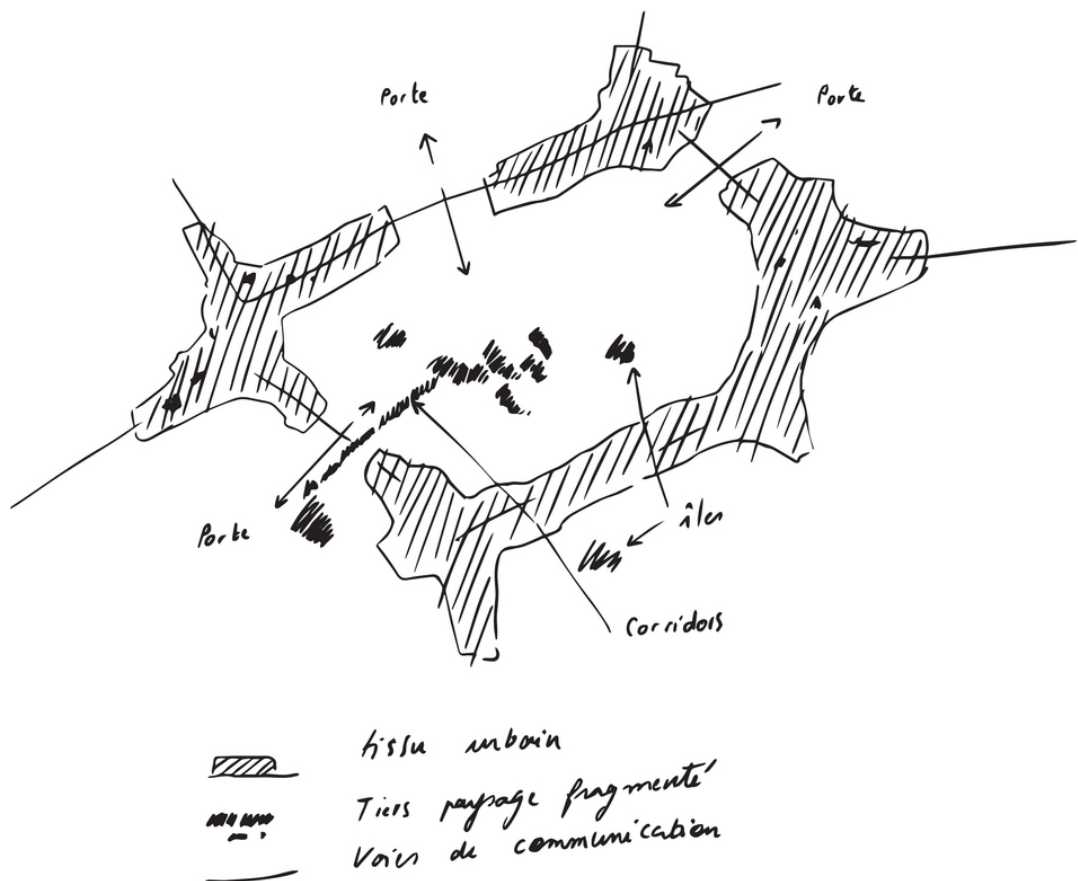 Porte
Porte
Porte
îles
Corridors
tissu urbain
Tiers paysage fragmenté
Voies de communication